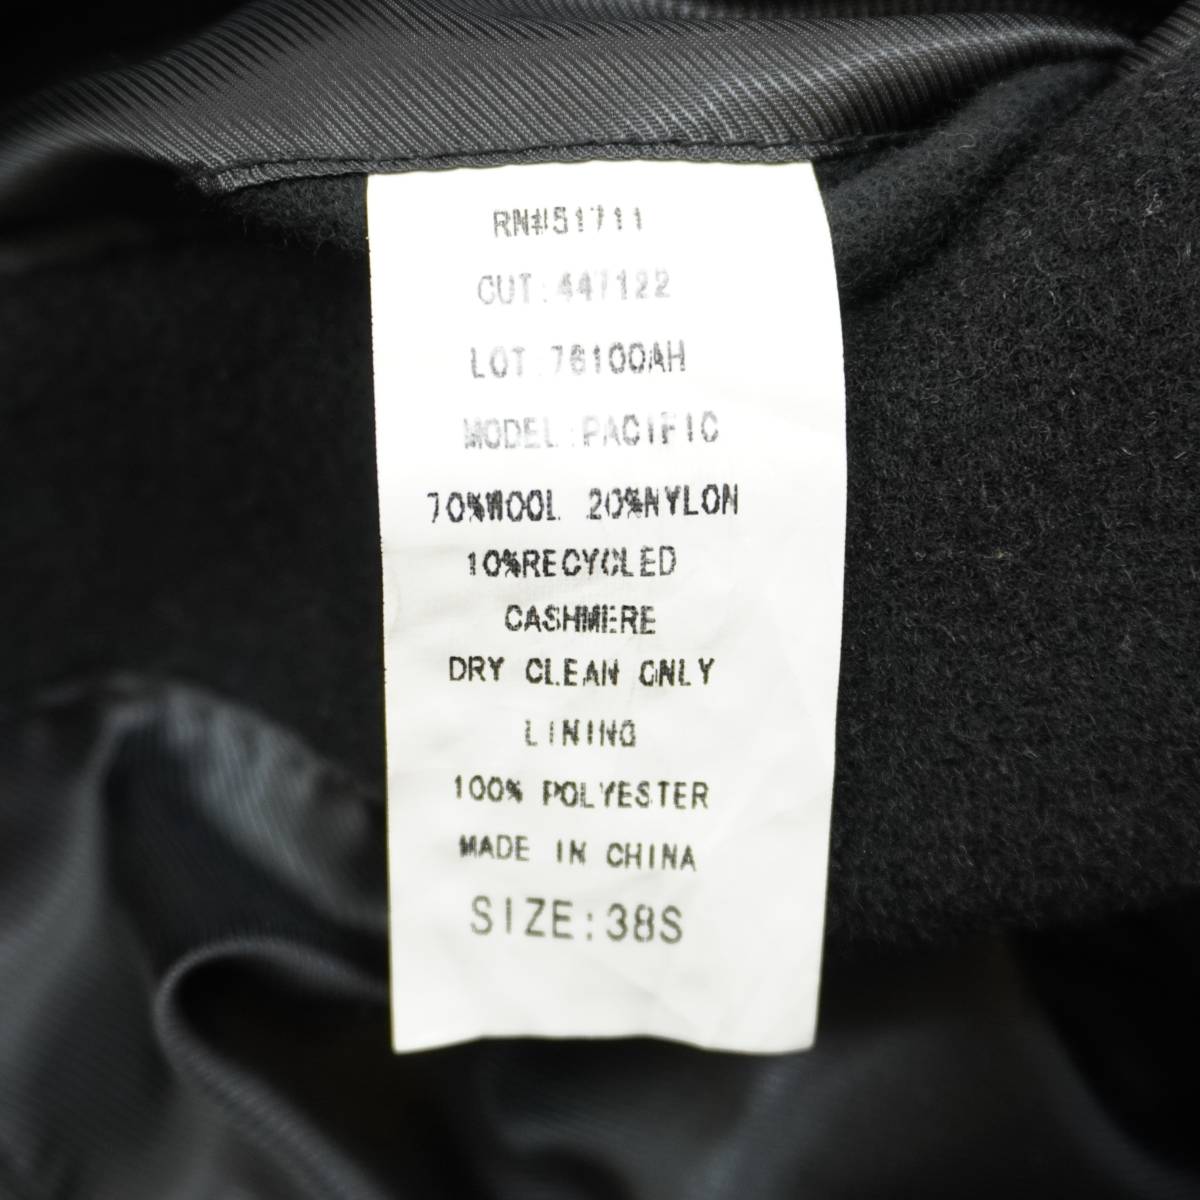 RN#51711
CUT:447122
LOT:76100AH
MODEL:PACIFIC
70%WOOL 20%NYLON
10%RECYCLED
CASHMERE
DRY CLEAN ONLY
LINING
100% POLYESTER
MADE IN CHINA
SIZE:38S